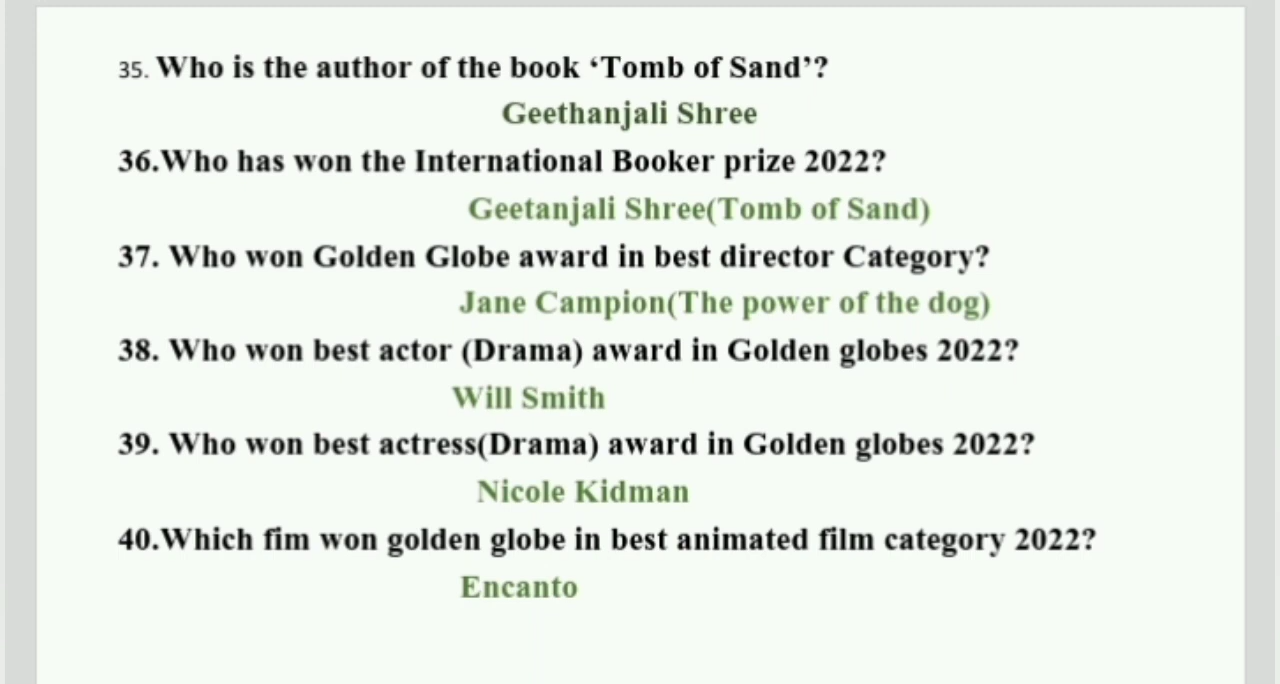 35. Who is the author of the book ‘Tomb of Sand’?
Geethanjali Shree
36.Who has won the International Booker prize 2022?
Geetanjali Shree(Tomb of Sand)
37. Who won Golden Globe award in best director Category?
Jane Campion(The power of the dog)
38. Who won best actor (Drama) award in Golden globes 2022?
Will Smith
39. Who won best actress(Drama) award in Golden globes 2022?
Nicole Kidman
40.Which fim won golden globe in best animated film category 2022?
Encanto